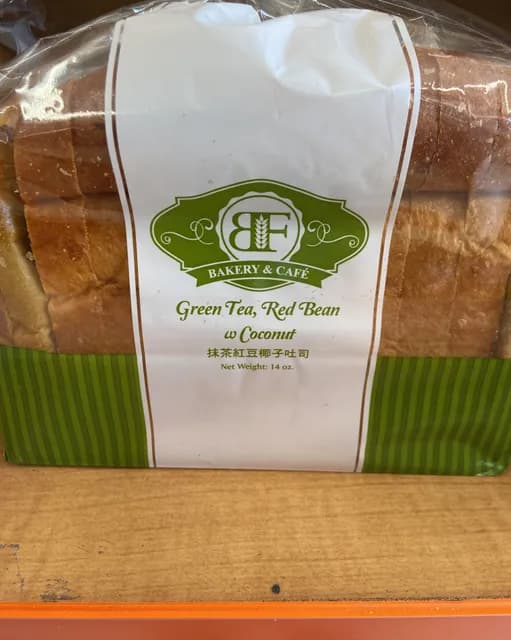 BF
BAKERY & CAFÉ
Green Tea, Red Bean
w Coconut
抹茶紅豆椰子吐司
Net Weight: 14 oz.